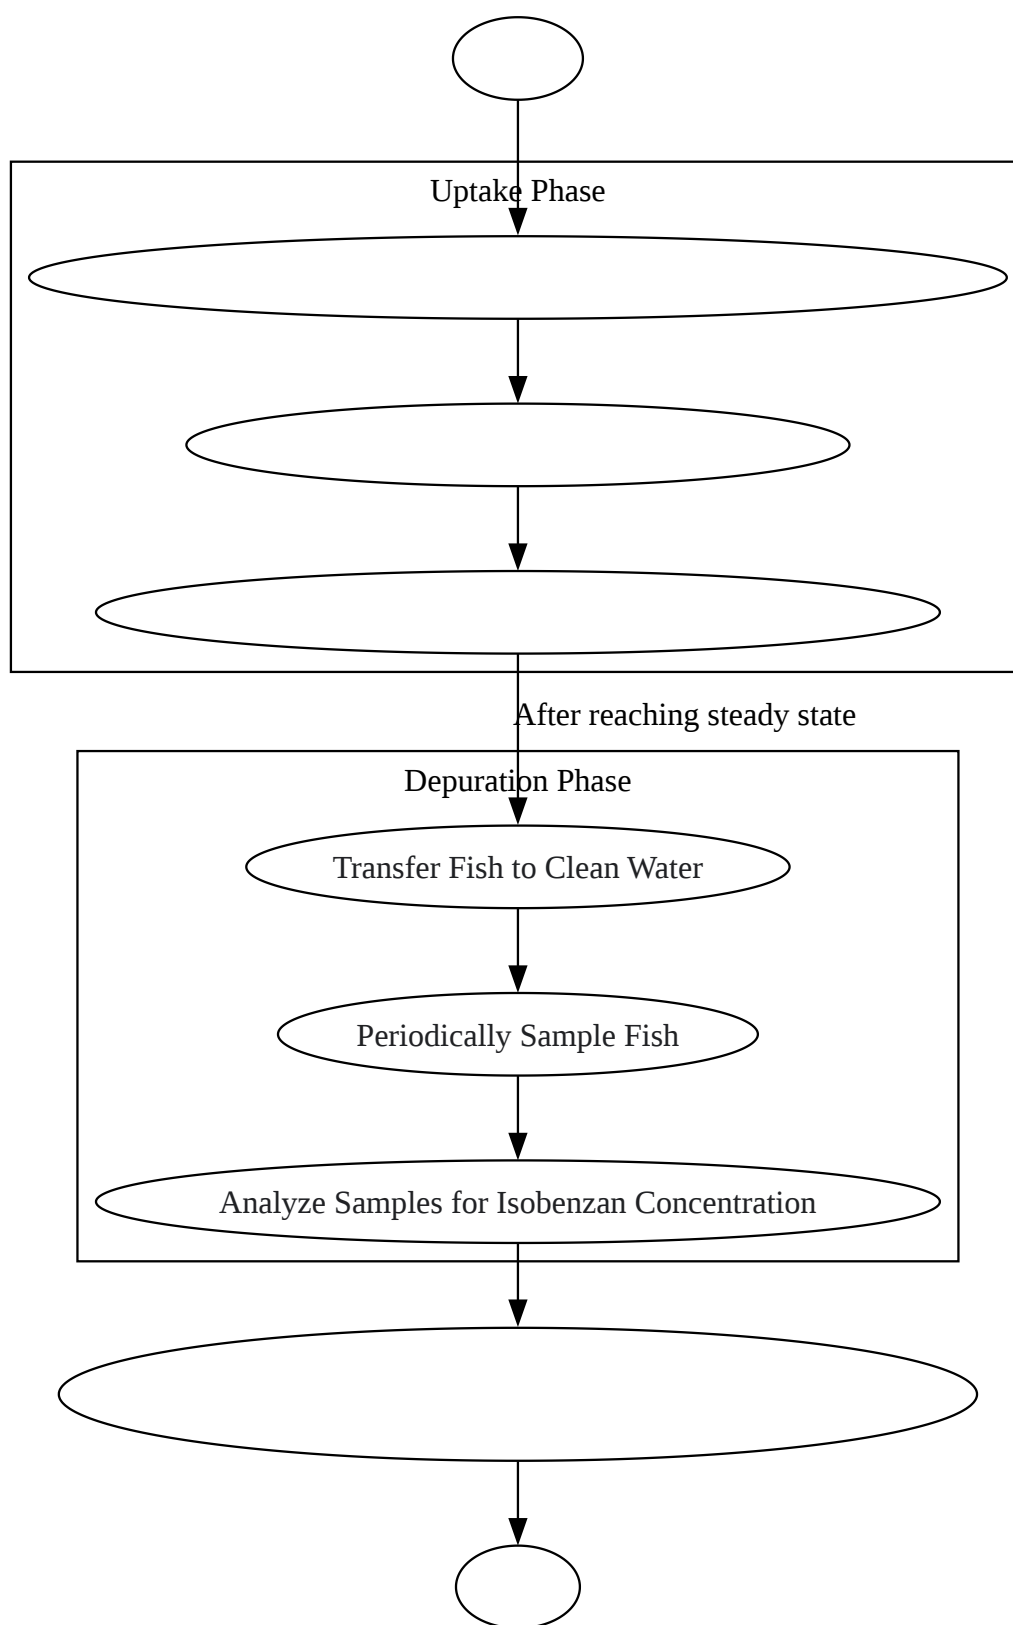 Uptake Phase
After reaching steady state
Depuration Phase
Transfer Fish to Clean Water
Periodically Sample Fish
Analyze Samples for Isobenzan Concentration